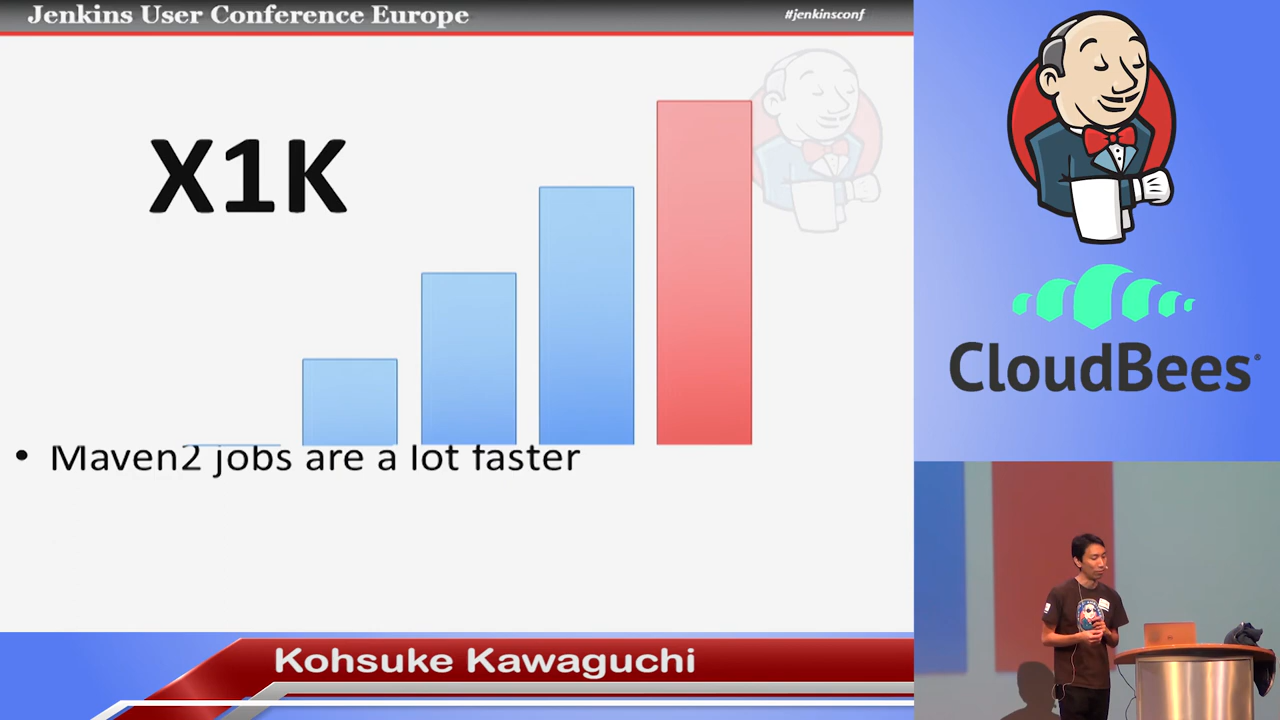 Jenkins User Conference Europe
#jenkinsconf
X1K
• Maven2 jobs are a lot faster
CloudBees
Kohsuke Kawaguchi